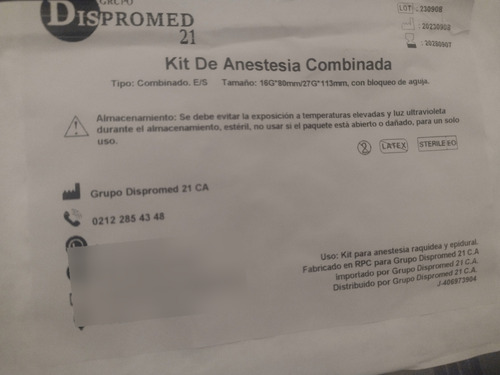 GRUPO
DISPROMED
21
LOT : 230908
: 20230908
: 20280907
Kit De Anestesia Combinada
Tipo: Combinado. E/S Tamaño: 16G*90mm/27G*113mm, con bloqueo de aguja.
Almacenamiento: Se debe evitar la exposición a temperaturas elevadas y luz ultravioleta
durante el almacenamiento, estéril, no usar si el paquete está abierto o dañado, para un solo
uso.
2 LATEX STERILE EO
Grupo Dispromed 21 CA
0212 285 43 48
Uso: Kit para anestesia raquidea y epidural.
Fabricado en RPC para Grupo Dispromed 21 C.A.
Importado por Grupo Dispromed 21 C.A.
Distribuido por Grupo Dispromed 21 C.A.
J-406973904